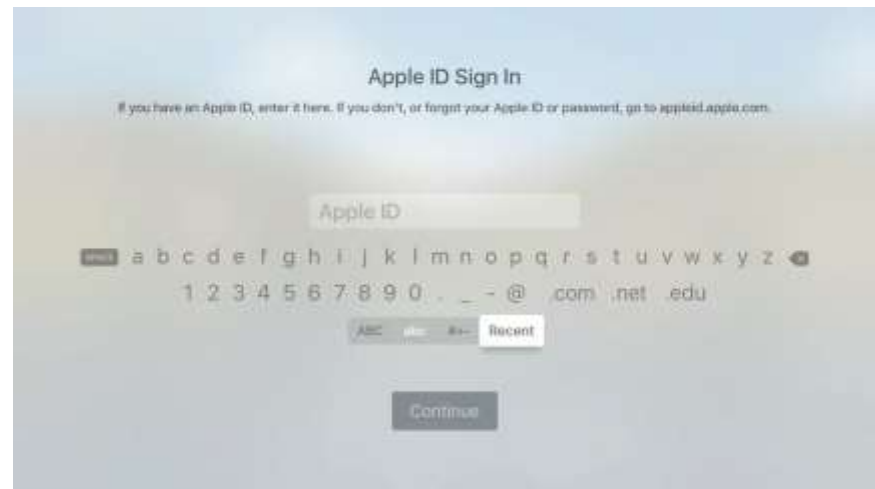 Apple ID Sign In
If you have an Apple ID, enter it here. If you don't, or forgot your Apple ID or password, go to appleid.apple.com.
Apple ID
SPACE a b c d e f g h i j k l m n o p q r s t u v w x y z
1 2 3 4 5 6 7 8 9 0 . _ - @ .com .net .edu
ABC abc #+- Recent
Continue